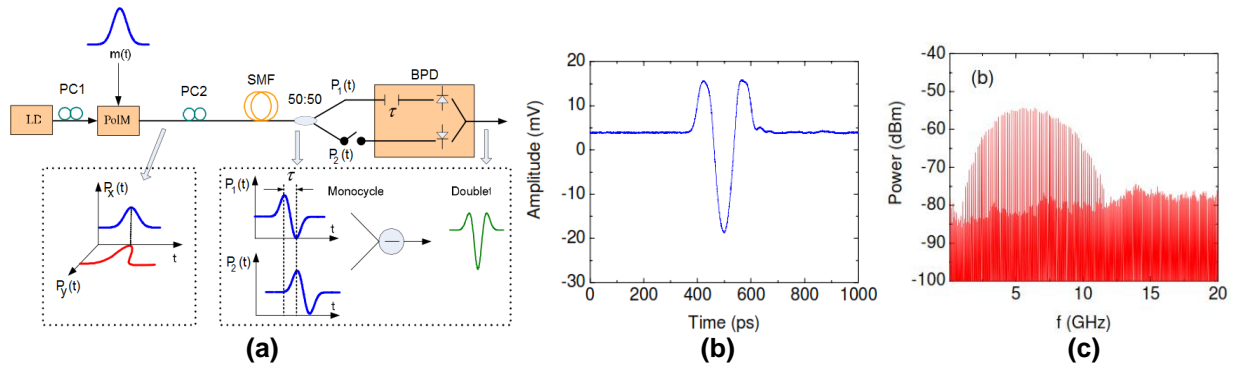 m(t)
PC1
PC2
SMF
50:50
BPD
LD
PolM
P1(t)
τ
P2(t)
Px(t)
t
Py(t)
P1(t)
τ
t
Monocycle
Doublet
P2(t)
t
(a)
20
15
10
5
0
-10
-20
-30
Amplitude (mV)
0 200 400 600 800 1000
Time (ps)
(b)
-40
-50
-60
-70
-80
-90
-100
Power (dBm)
(b)
5 10 15 20
f (GHz)
(c)